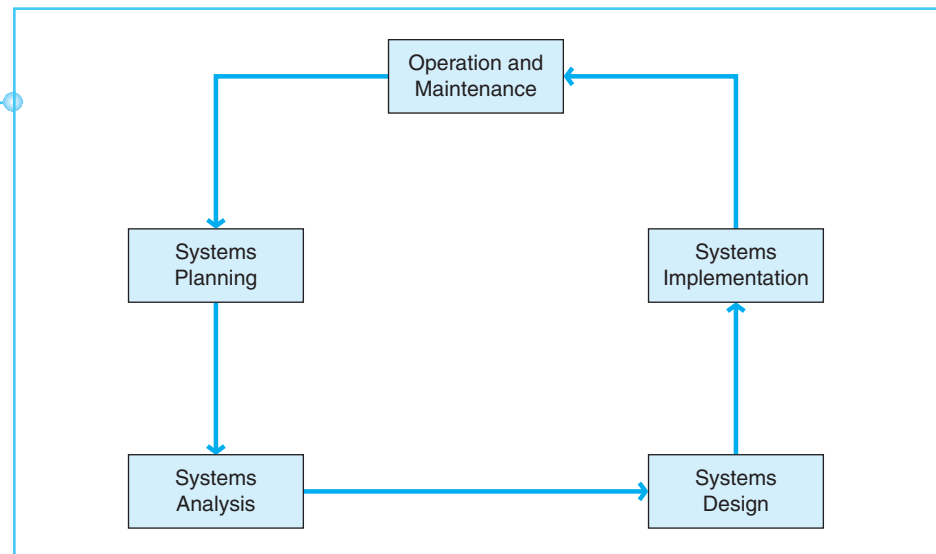 Operation and
Maintenance
Systems
Planning
Systems
Implementation
Systems
Analysis
Systems
Design